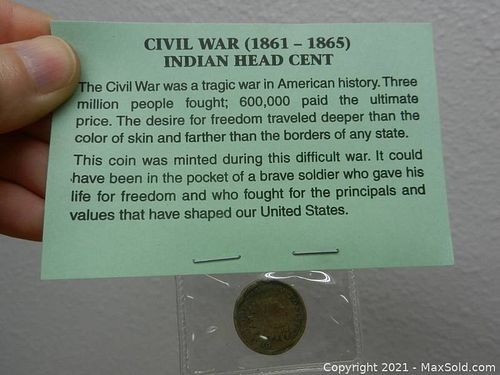 CIVIL WAR (1861 – 1865)
INDIAN HEAD CENT
The Civil War was a tragic war in American history. Three
million people fought; 600,000 paid the ultimate
price. The desire for freedom traveled deeper than the
color of skin and farther than the borders of any state.
This coin was minted during this difficult war. It could
have been in the pocket of a brave soldier who gave his
life for freedom and who fought for the principals and
values that have shaped our United States.
Copyright © 2021 - MaxSold.com